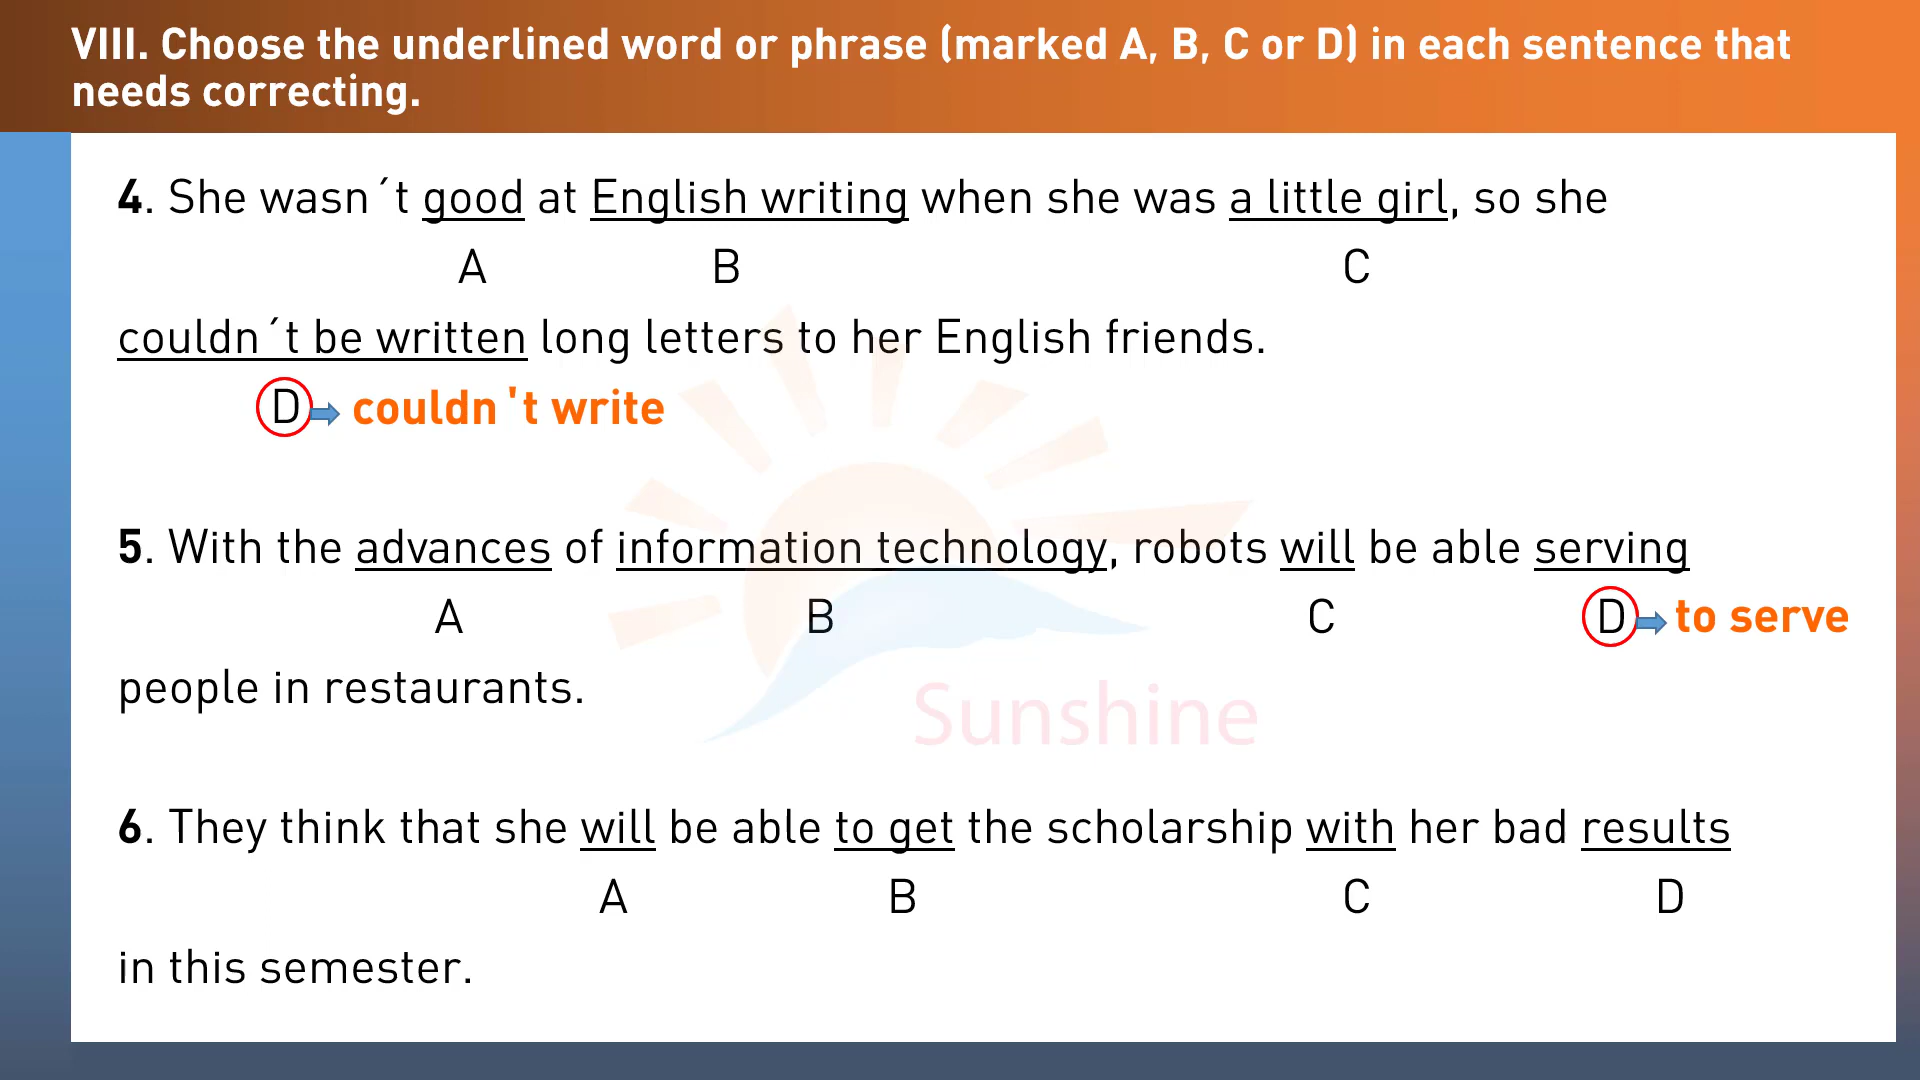 VIII. Choose the underlined word or phrase (marked A, B, C or D) in each sentence that
needs correcting.
4. She wasn´t good at English writing when she was a little girl, so she
A B C
couldn´t be written long letters to her English friends.
D couldn't write
5. With the advances of information technology, robots will be able serving
A B C D to serve
people in restaurants.
Sunshine
6. They think that she will be able to get the scholarship with her bad results
A B C D
in this semester.